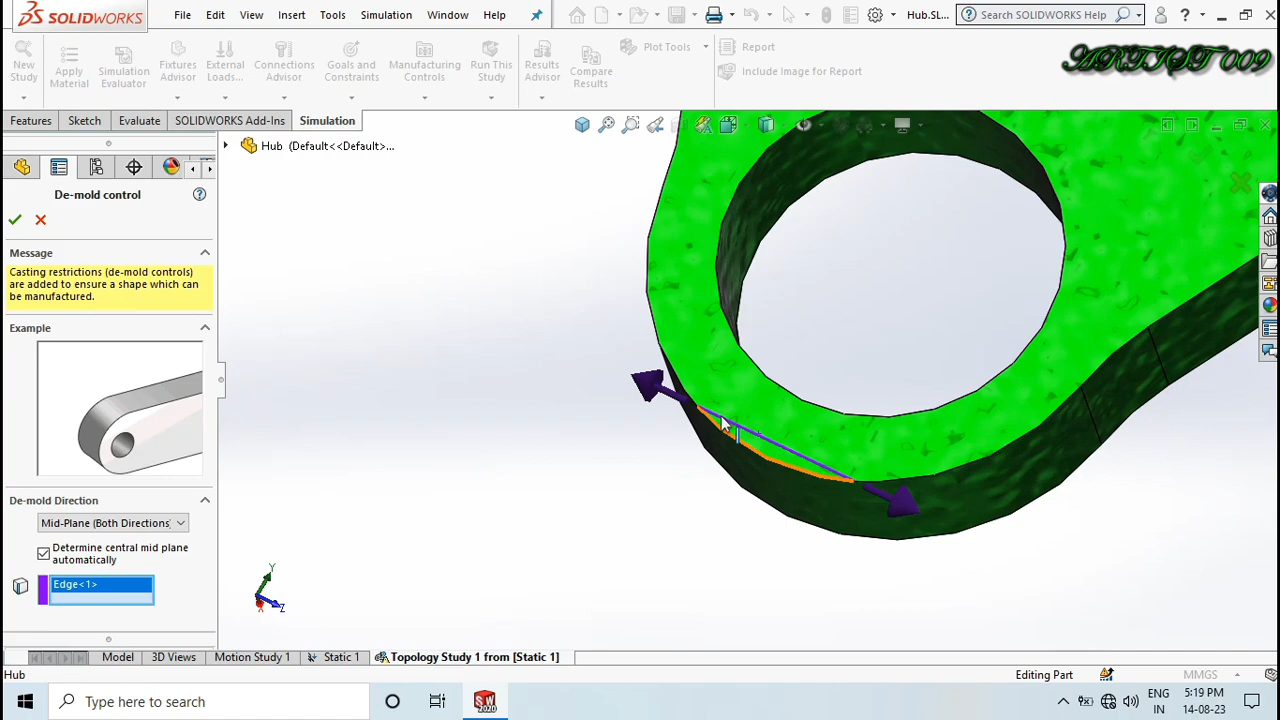 SOLIDWORKS
File Edit View Insert Tools Simulation Window Help
Hub.SL...
Search SOLIDWORKS Help
?
ARTIST 009
New Study
Apply Material
Simulation Evaluator
Fixtures Advisor
External Loads...
Connections Advisor
Goals and Constraints
Manufacturing Controls
Run This Study
Results Advisor
Compare Results
Plot Tools
Report
Include Image for Report
Features Sketch Evaluate SOLIDWORKS Add-Ins Simulation
Hub (Default<<Default>...
De-mold control
?
Message
Casting restrictions (de-mold controls)
are added to ensure a shape which can
be manufactured.
Example
De-mold Direction
Mid-Plane (Both Directions)
Determine central mid plane
automatically
Edge<1>
Y
X
Z
Model 3D Views Motion Study 1 Static 1 Topology Study 1 from [Static 1]
Hub
Editing Part
MMGS
Type here to search
SW
2020
ENG
IN
5:19 PM
14-08-23